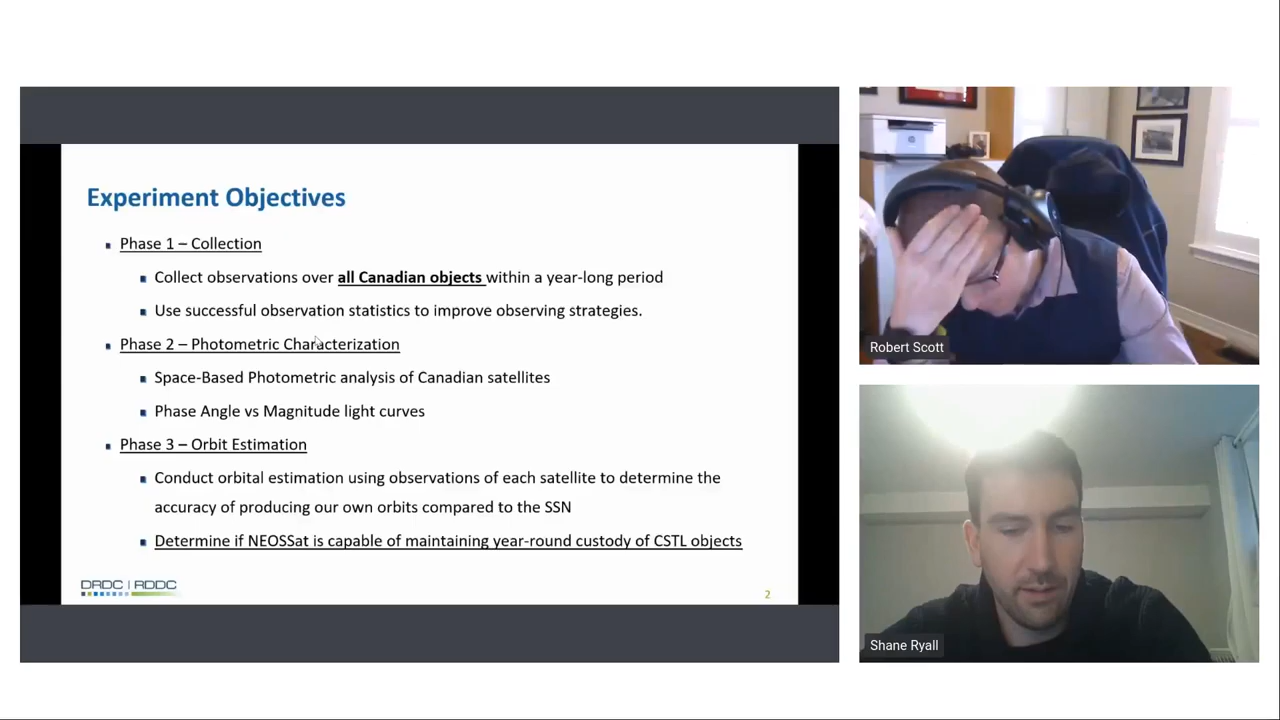 Experiment Objectives
Phase 1 – Collection
Collect observations over all Canadian objects within a year-long period
Use successful observation statistics to improve observing strategies.
Phase 2 – Photometric Characterization
Space-Based Photometric analysis of Canadian satellites
Phase Angle vs Magnitude light curves
Phase 3 – Orbit Estimation
Conduct orbital estimation using observations of each satellite to determine the
accuracy of producing our own orbits compared to the SSN
Determine if NEOSSat is capable of maintaining year-round custody of CSTL objects
DRDC | RDDC
2
Robert Scott
Shane Ryall